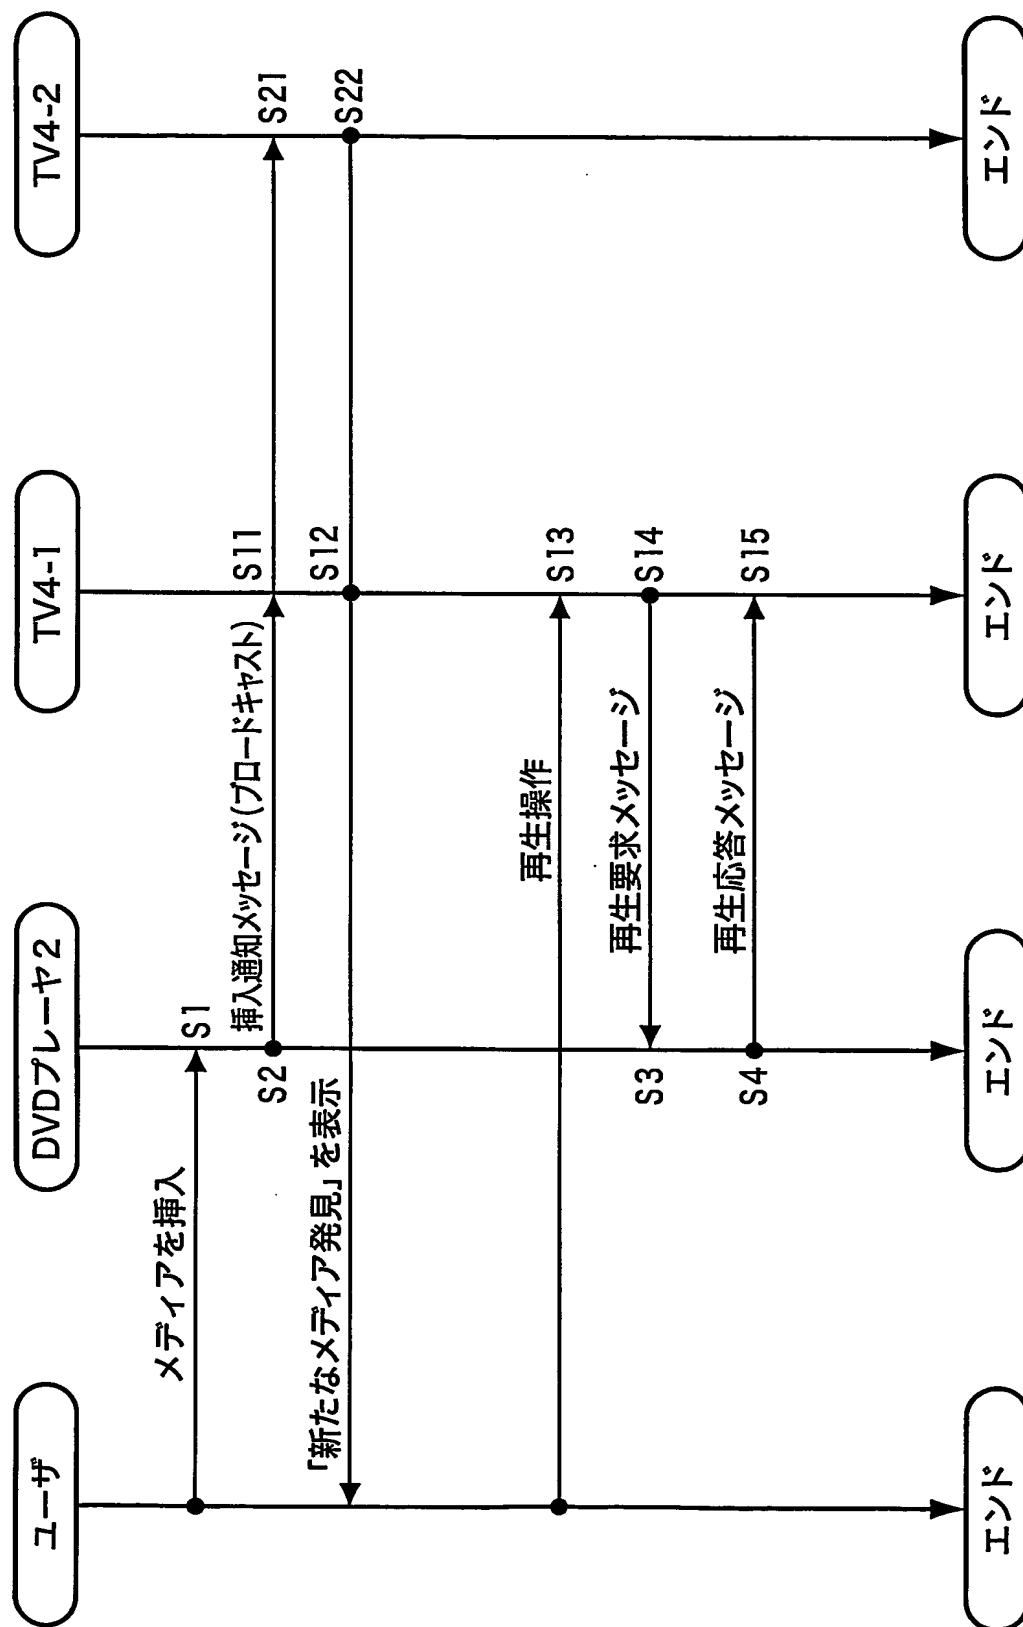 ユーザ
DVDプレーヤ2
TV4-1
TV4-2
メディアを挿入
S1
S2
挿入通知メッセージ(ブロードキャスト)
S11
S21
「新たなメディア発見」を表示
S12
S22
再生操作
S13
S3
再生要求メッセージ
S14
S4
再生応答メッセージ
S15
エンド
エンド
エンド
エンド